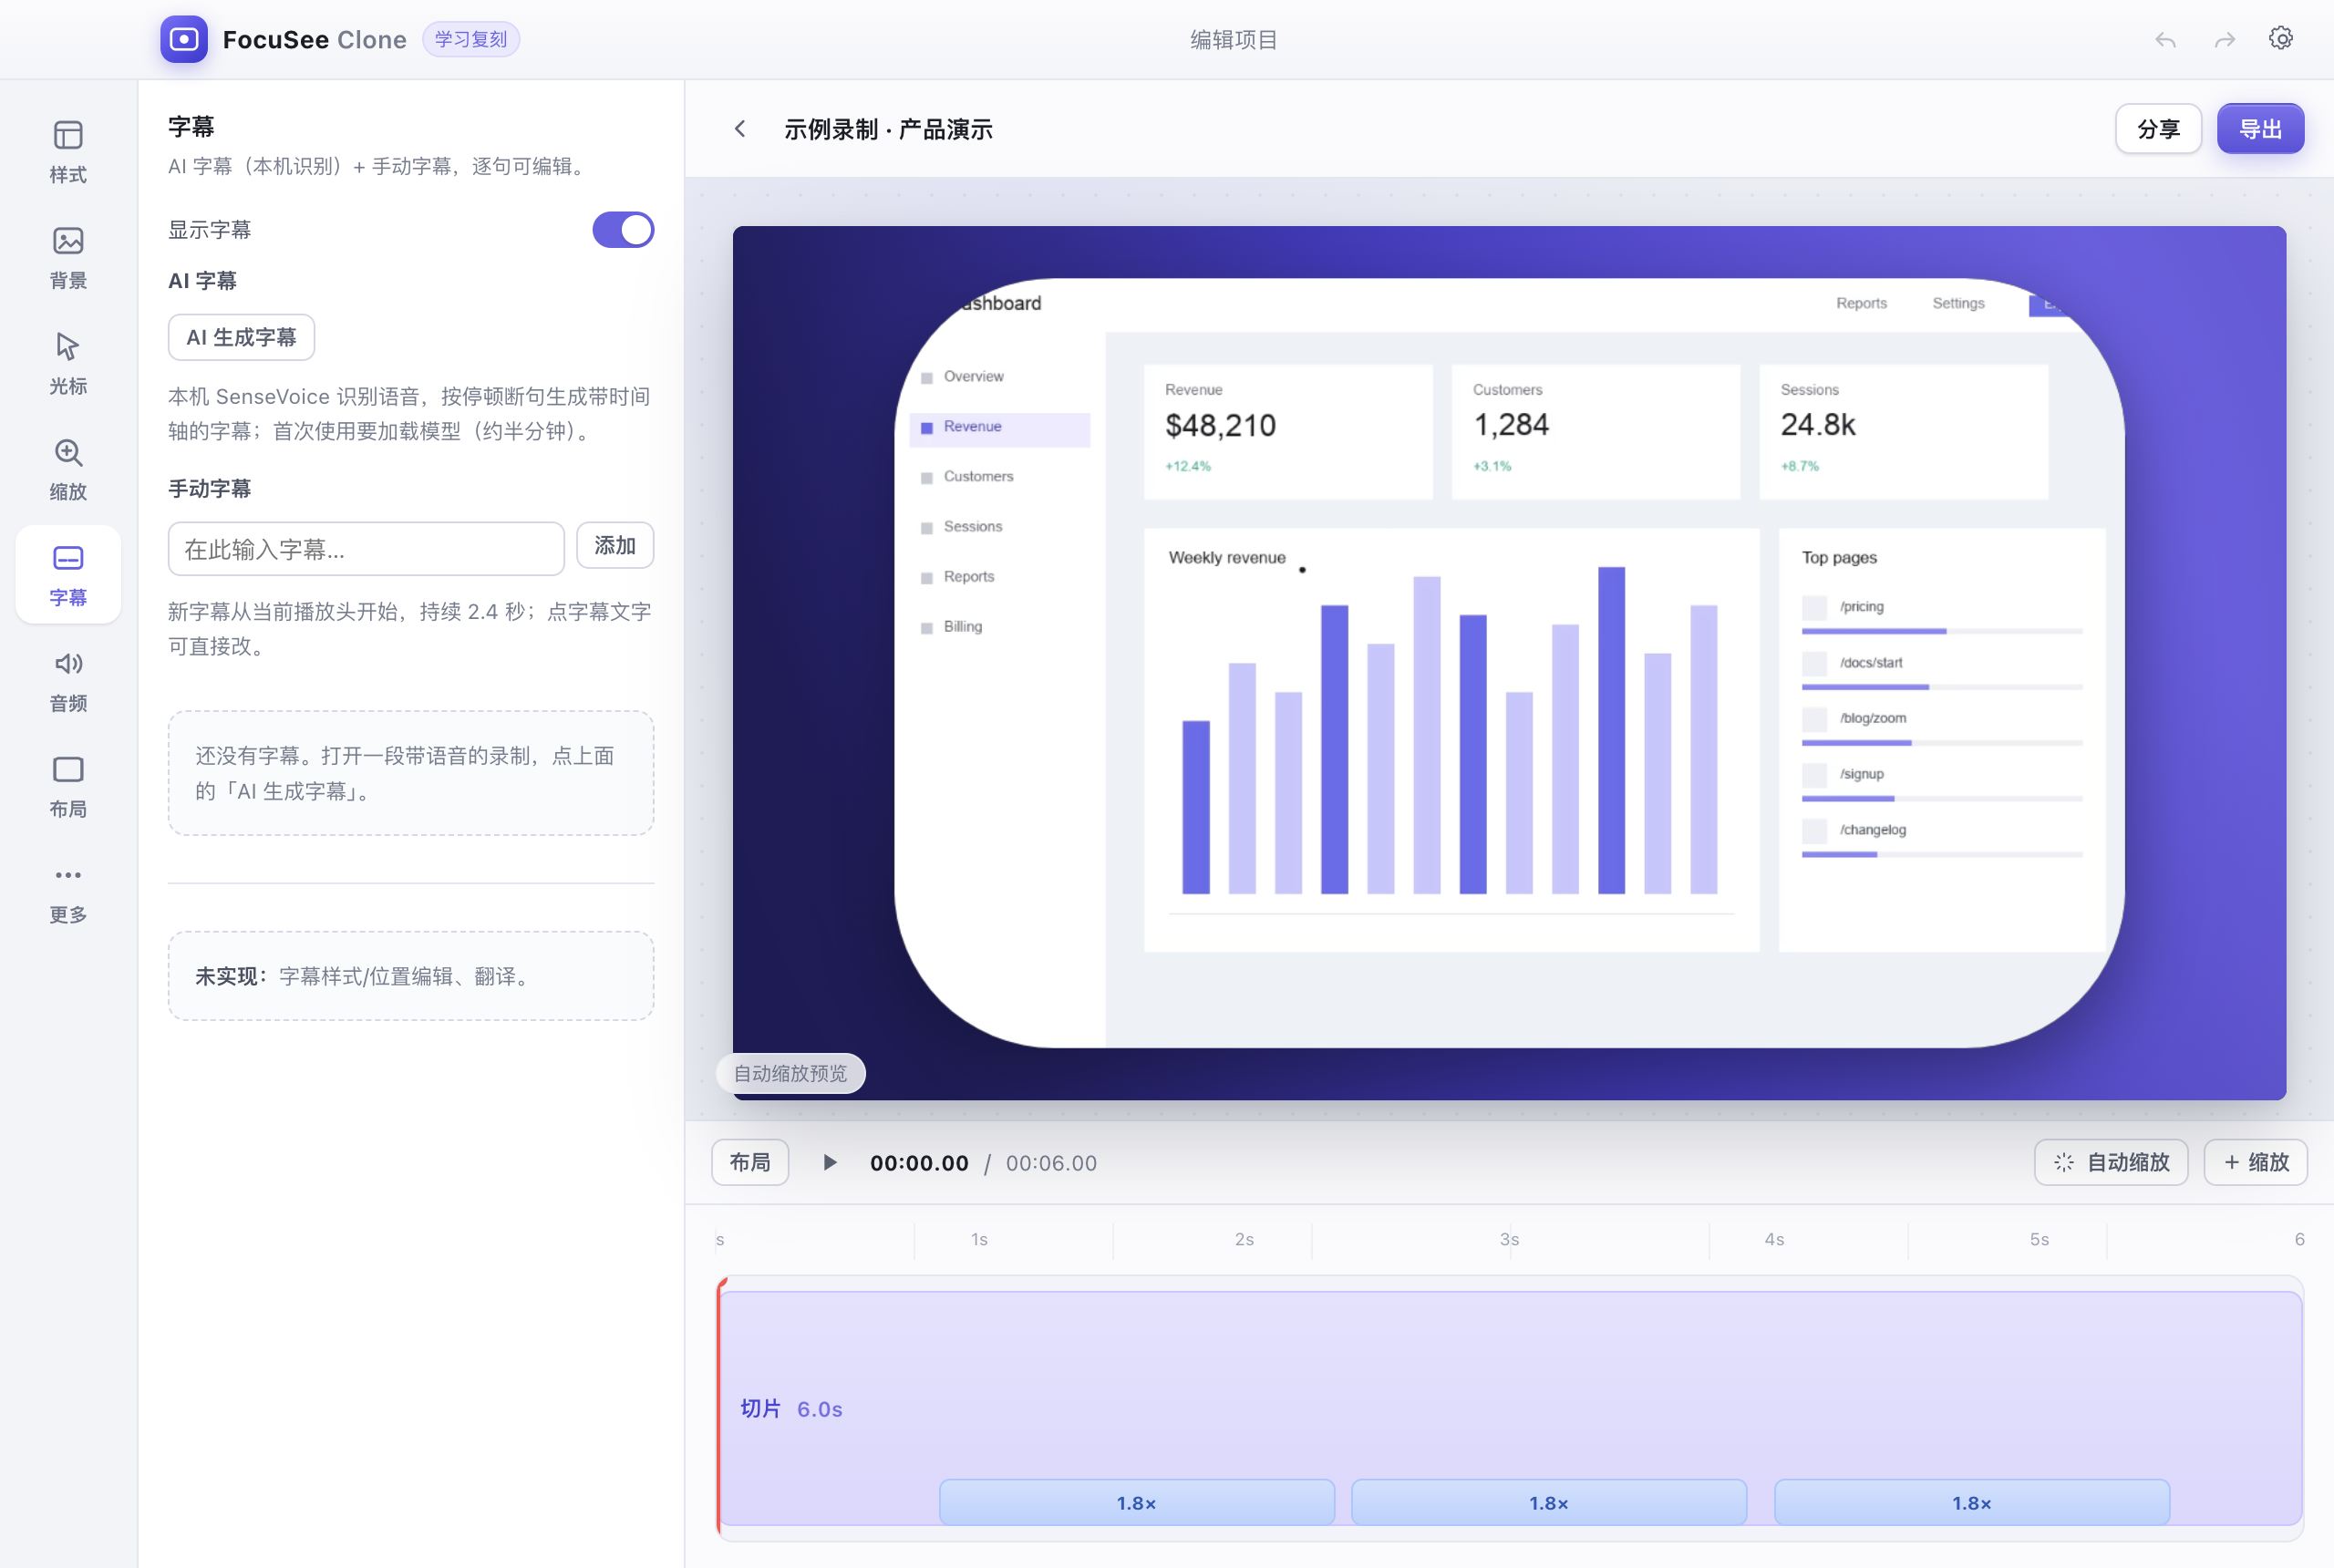 FocuSee Clone 学习复刻
编辑项目
样式
背景
光标
缩放
字幕
音频
布局
更多
字幕
AI 字幕（本机识别）+ 手动字幕，逐句可编辑。
显示字幕
AI 字幕
AI 生成字幕
本机 SenseVoice 识别语音，按停顿断句生成带时间
轴的字幕；首次使用要加载模型（约半分钟）。
手动字幕
在此输入字幕...
添加
新字幕从当前播放头开始，持续 2.4 秒；点字幕文字
可直接改。
还没有字幕。打开一段带语音的录制，点上面
的「AI 生成字幕」。
未实现：字幕样式/位置编辑、翻译。
示例录制 · 产品演示
分享
导出
ashboard
Reports
Settings
Overview
Revenue
Customers
Sessions
Reports
Billing
Revenue
$48,210
+12.4%
Customers
1,284
+3.1%
Sessions
24.8k
+8.7%
Weekly revenue
Top pages
/pricing
/docs/start
/blog/zoom
/signup
/changelog
自动缩放预览
布局
00:00.00 / 00:06.00
自动缩放
+ 缩放
s 1s 2s 3s 4s 5s 6
切片 6.0s
1.8× 1.8× 1.8×